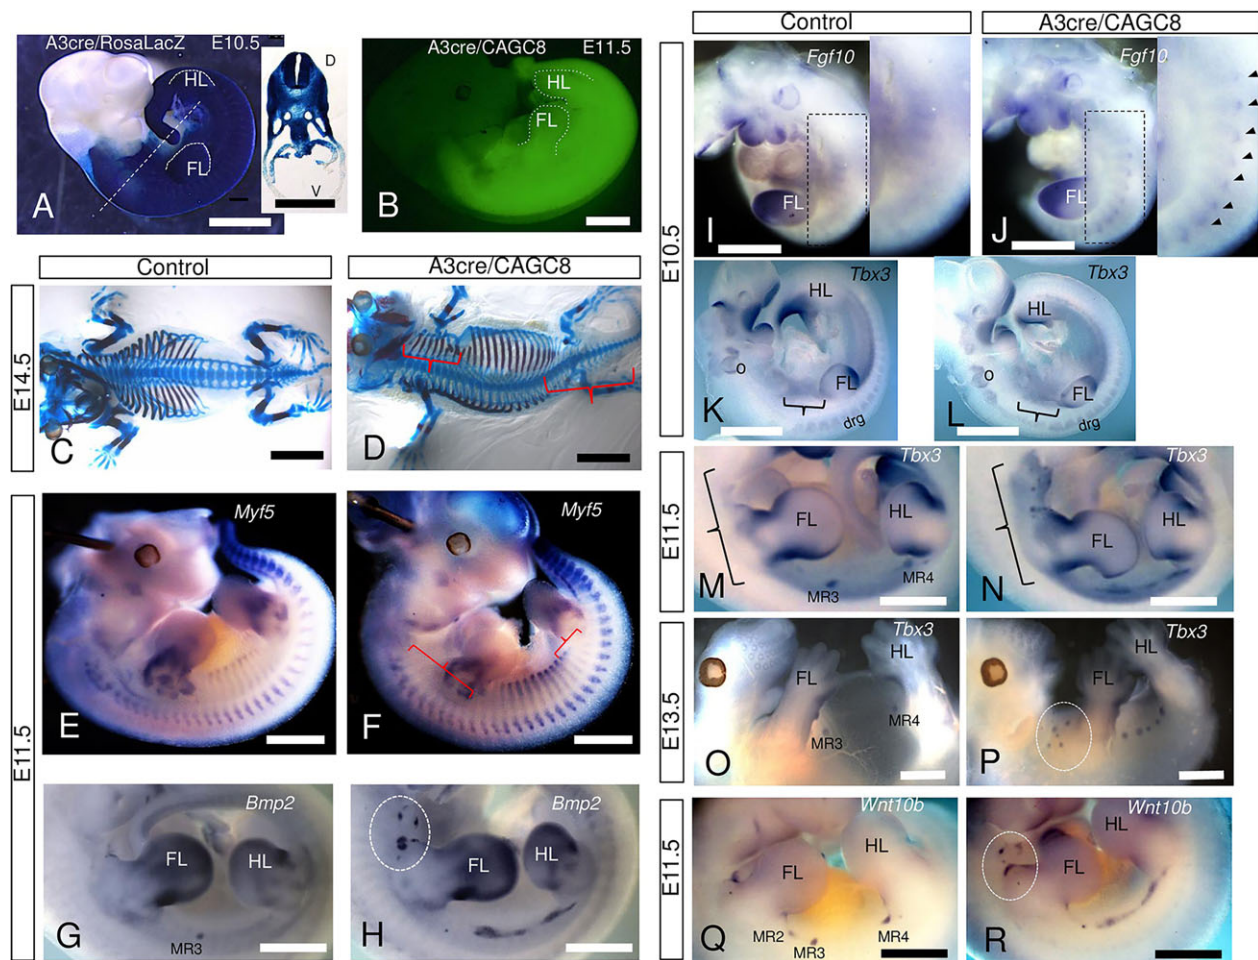 A3cre/RosaLacZ E10.5
HL
FL
A
D
V
A3cre/CAGC8 E11.5
HL
FL
B
Control
A3cre/CAGC8
E14.5
C
D
E11.5
Myf5
E
Myf5
F
Bmp2
FL
HL
MR3
G
Bmp2
FL
HL
H
Control
A3cre/CAGC8
E10.5
Fgf10
FL
I
Fgf10
FL
J
Tbx3
HL
o
FL
drg
K
Tbx3
HL
o
FL
drg
L
E11.5
Tbx3
FL
HL
MR3
MR4
M
Tbx3
FL
HL
N
E13.5
Tbx3
HL
FL
MR3
MR4
O
Tbx3
HL
FL
P
E11.5
Wnt10b
HL
FL
MR2
MR3
MR4
Q
Wnt10b
HL
FL
R